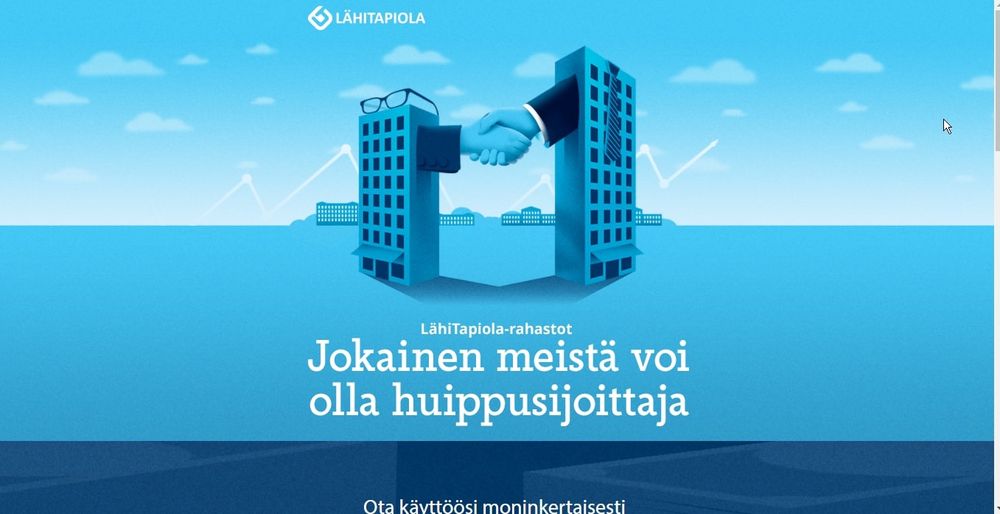 LÄHITAPIOLA
LähiTapiola-rahastot
Jokainen meistä voi
olla huippusijoittaja
Ota käyttöösi moninkertaisesti